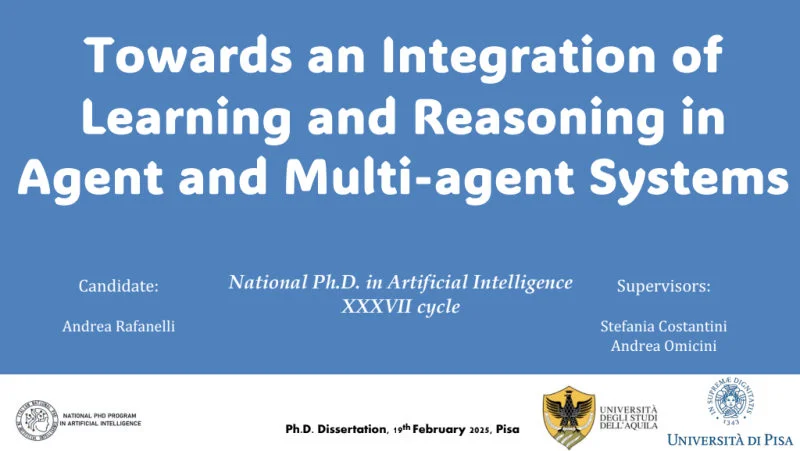 Towards an Integration of
Learning and Reasoning in
Agent and Multi-agent Systems
Candidate:
Andrea Rafanelli
National Ph.D. in Artificial Intelligence
XXXVII cycle
Supervisors:
Stefania Costantini
Andrea Omicini
NATIONAL PHD PROGRAM
IN ARTIFICIAL INTELLIGENCE
Ph.D. Dissertation, 19th February 2025, Pisa
UNIVERSITÀ
DEGLI STUDI
DELL'AQUILA
IN SUPREMÆ DIGNITATIS
1343
UNIVERSITÀ DI PISA